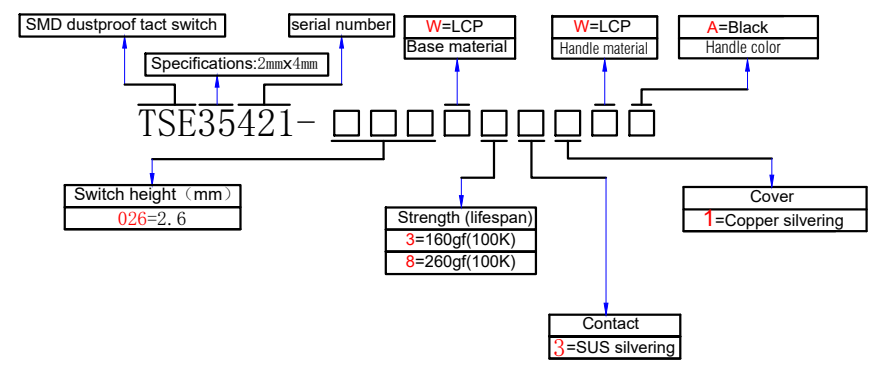 SMD dustproof tact switch
serial number
W=LCP
Base material
W=LCP
Handle material
A=Black
Handle color
Specifications:2mmx4mm
TSE35421-□□□□□□□□□
Switch height（mm）
026=2.6
Strength (lifespan)
3=160gf(100K)
8=260gf(100K)
Cover
1=Copper silvering
Contact
3=SUS silvering